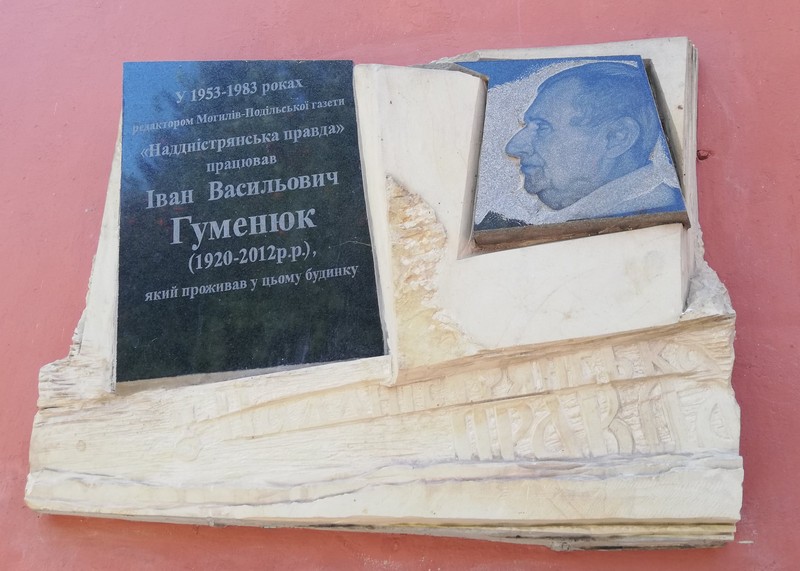 У 1953-1983 роках
редактором Могилів-Подільської газети
«Наддністрянська правда»
працював
Іван Васильович
Гуменюк
(1920-2012р.р.),
який проживав у цьому будинку
ПРАВДА